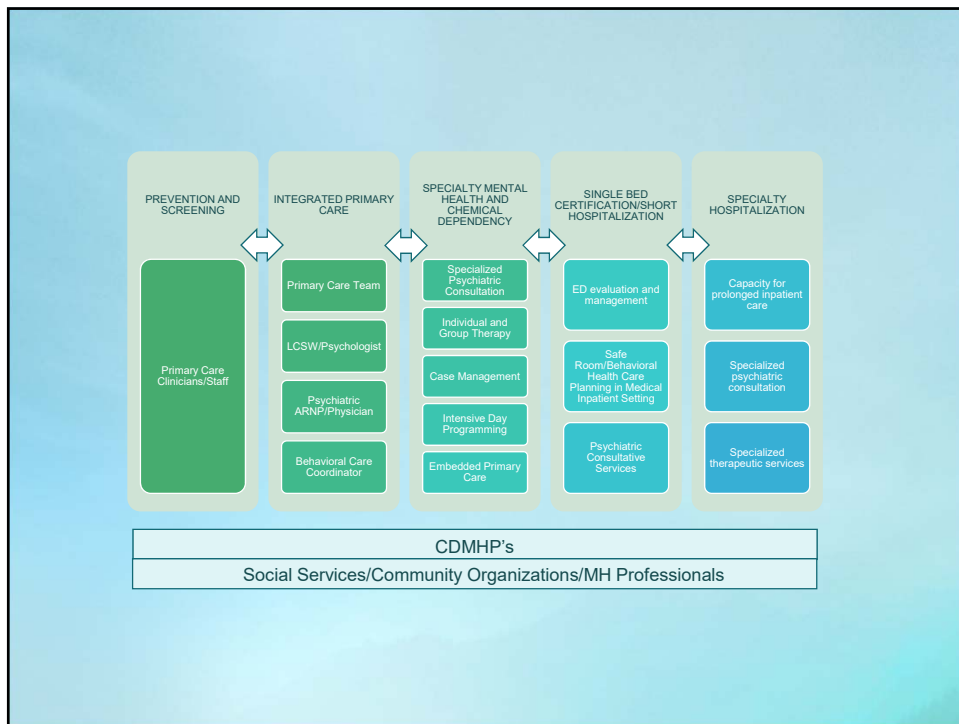 PREVENTION AND
SCREENING
Primary Care
Clinicians/Staff
INTEGRATED PRIMARY
CARE
Primary Care Team
LCSW/Psychologist
Psychiatric
ARNP/Physician
Behavioral Care
Coordinator
SPECIALTY MENTAL
HEALTH AND
CHEMICAL
DEPENDENCY
Specialized
Psychiatric
Consultation
Individual and
Group Therapy
Case Management
Intensive Day
Programming
Embedded Primary
Care
SINGLE BED
CERTIFICATION/SHORT
HOSPITALIZATION
ED evaluation and
management
Safe
Room/Behavioral
Health Care
Planning in Medical
Inpatient Setting
Psychiatric
Consultative
Services
SPECIALTY
HOSPITALIZATION
Capacity for
prolonged inpatient
care
Specialized
psychiatric
consultation
Specialized
therapeutic services
CDMHP's
Social Services/Community Organizations/MH Professionals